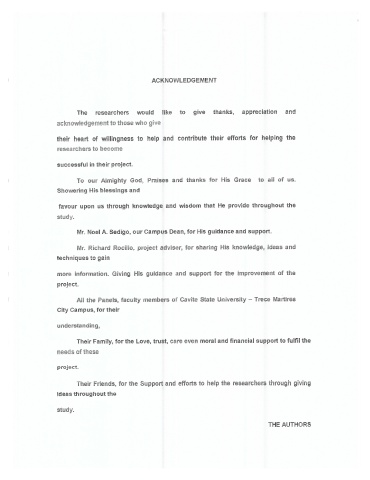 ACKNOWLEDGEMENT
The researchers would like to give thanks, appreciation and
acknowledgement to those who give
their heart of willingness to help and contribute their efforts for helping the
researchers to become
successful in their project.
To our Almighty God, Praises and thanks for His Grace to all of us.
Showering His blessings and
favour upon us through knowledge and wisdom that He provide throughout the
study.
Mr. Noel A. Sedigo, our Campus Dean, for His guidance and support.
Mr. Richard Rocillo, project adviser, for sharing His knowledge, ideas and
techniques to gain
more information. Giving His guidance and support for the improvement of the
project.
All the Panels, faculty members of Cavite State University – Trece Martires
City Campus, for their
understanding,
Their Family, for the Love, trust, care even moral and financial support to fulfil the
needs of these
project.
Their Friends, for the Support and efforts to help the researchers through giving
ideas throughout the
study.
THE AUTHORS